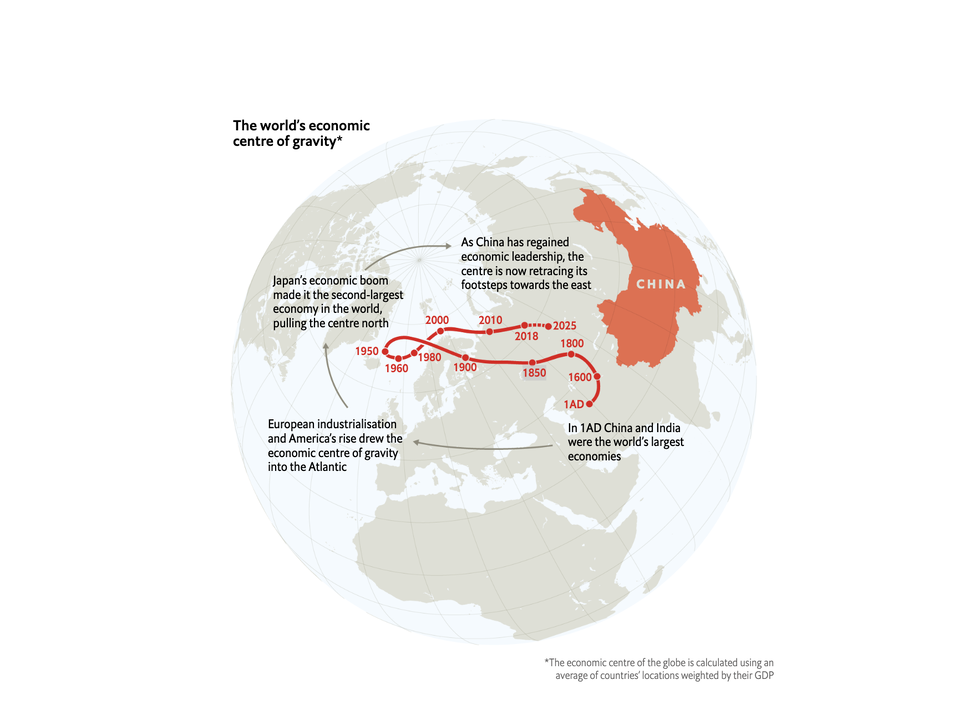 The world's economic
centre of gravity*
As China has regained
economic leadership, the
centre is now retracing its
footsteps towards the east
Japan's economic boom
made it the second-largest
economy in the world,
pulling the centre north
CHINA
2000
2010
2018
2025
1950
1960
1980
1900
1850
1800
1600
1AD
European industrialisation
and America's rise drew the
economic centre of gravity
into the Atlantic
In 1AD China and India
were the world's largest
economies
*The economic centre of the globe is calculated using an
average of countries' locations weighted by their GDP